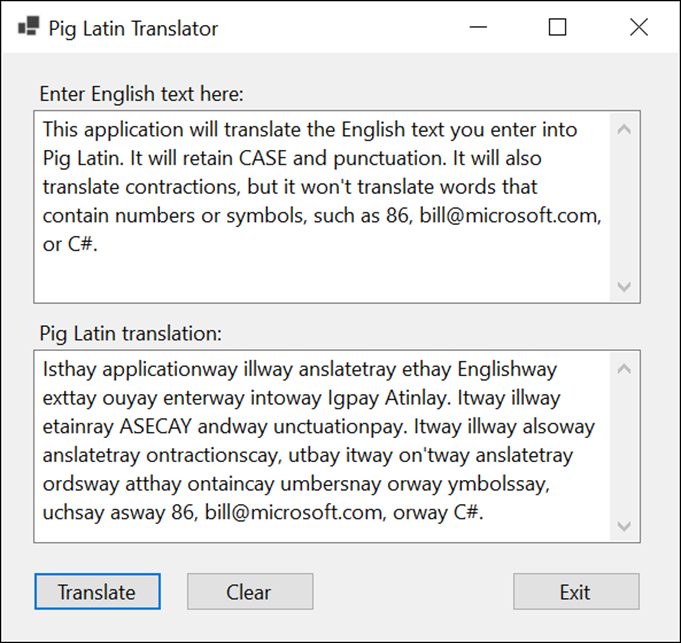 Pig Latin Translator
Enter English text here:
This application will translate the English text you enter into
Pig Latin. It will retain CASE and punctuation. It will also
translate contractions, but it won't translate words that
contain numbers or symbols, such as 86, bill@microsoft.com,
or C#.
Pig Latin translation:
Isthay applicationway illway anslatetray ethay Englishway
exttay ouyay enterway intoway Igpay Atinlay. Itway illway
etainray ASECAY andway unctuationpay. Itway illway alsoway
anslatetray ontractionscay, utbay itway on'tway anslatetray
ordsway atthay ontaincay umbersnay orway ymbolssay,
uchsay asway 86, bill@microsoft.com, orway C#.
Translate Clear Exit